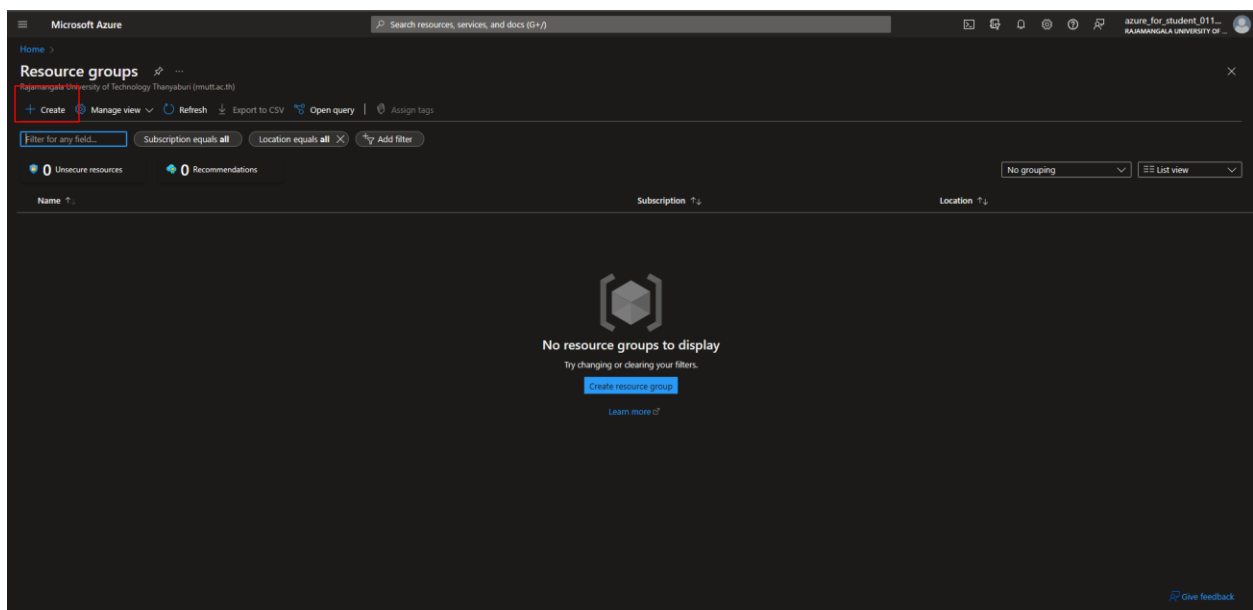 Microsoft Azure
Search resources, services, and docs (G+/)
azure_for_student_011...
RAJAMANGALA UNIVERSITY OF ...
Home >
Resource groups
Rajamangala University of Technology Thanyaburi (rmutt.ac.th)
+ Create Manage view Refresh Export to CSV Open query | Assign tags
Filter for any field... Subscription equals all Location equals all Add filter
0 Unsecure resources 0 Recommendations No grouping List view
Name ↑↓ Subscription ↑↓ Location ↑↓
No resource groups to display
Try changing or clearing your filters.
Create resource group
Learn more
Give feedback